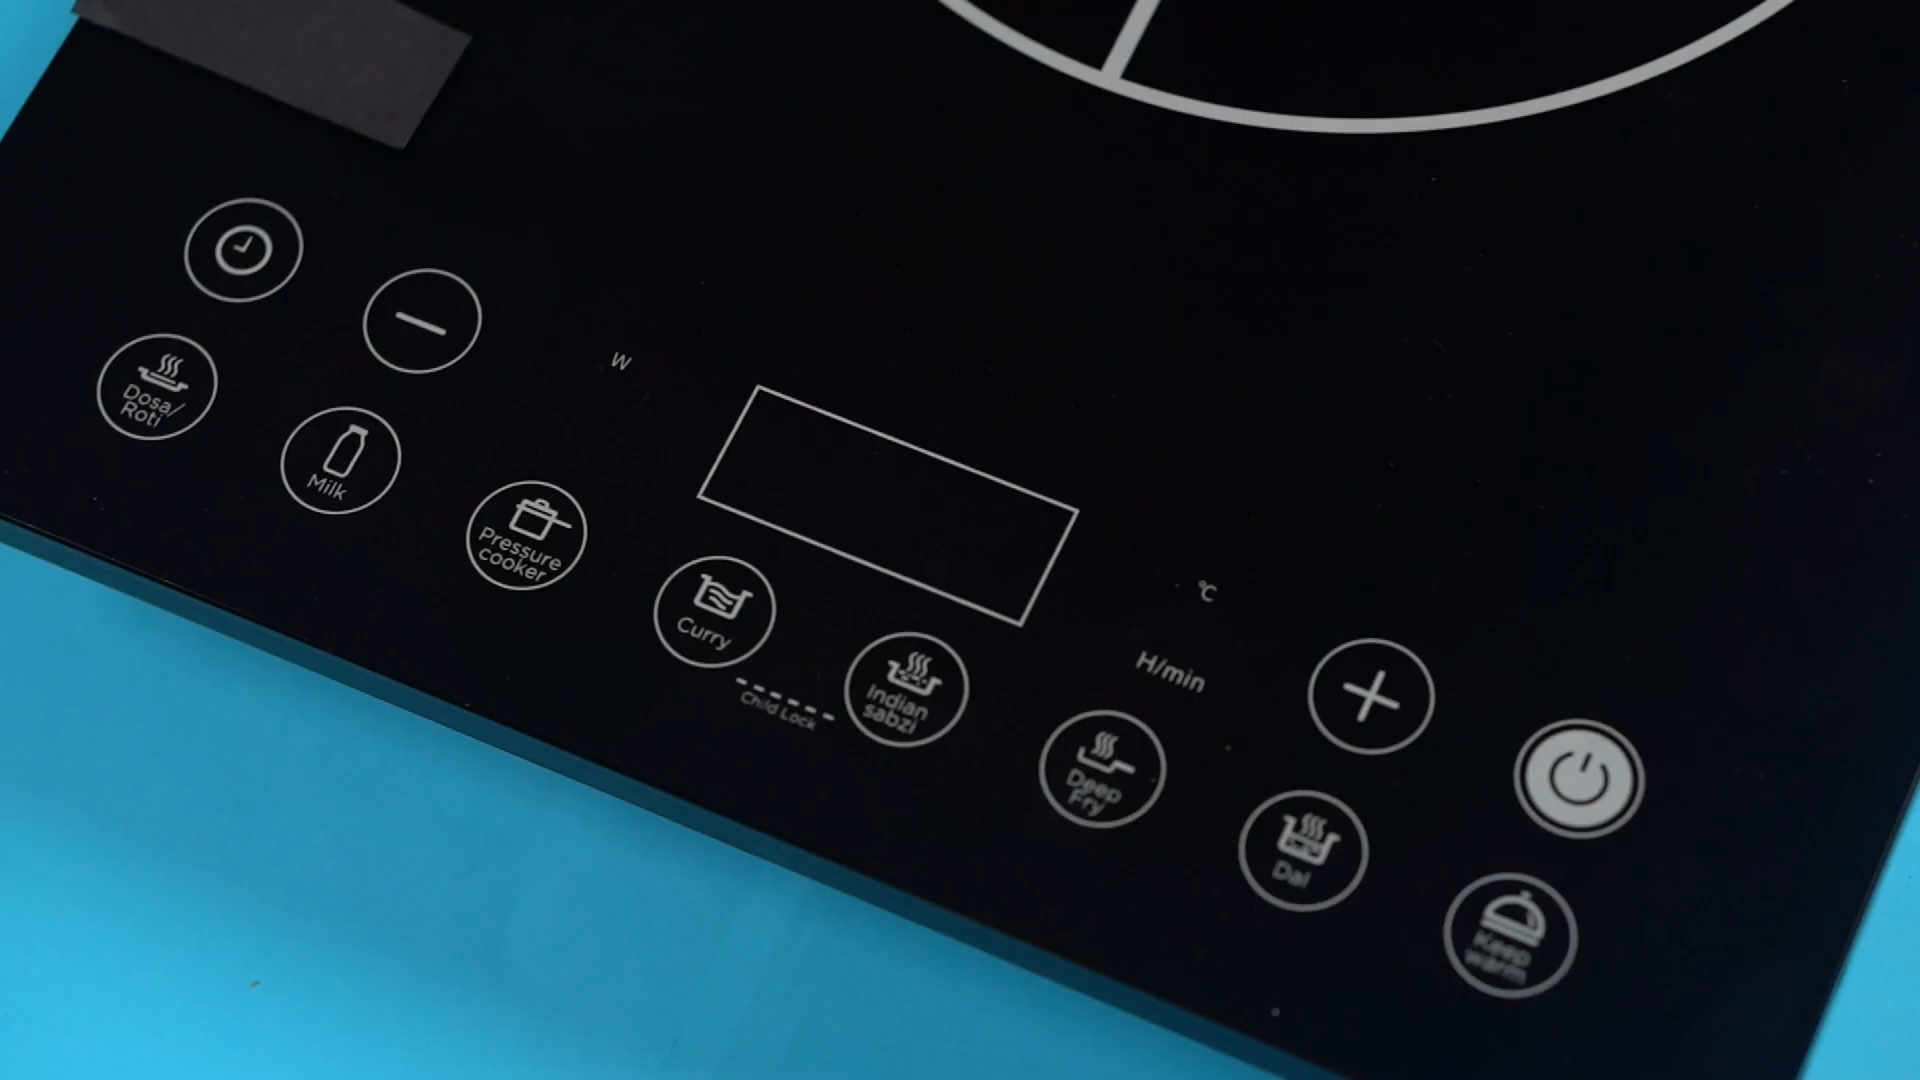 W
Dosa/
Roti
Milk
Pressure
cooker
Curry
Child Lock
Indian
sabzi
°C
H/min
Deep
Fry
Dal
Keep
warm